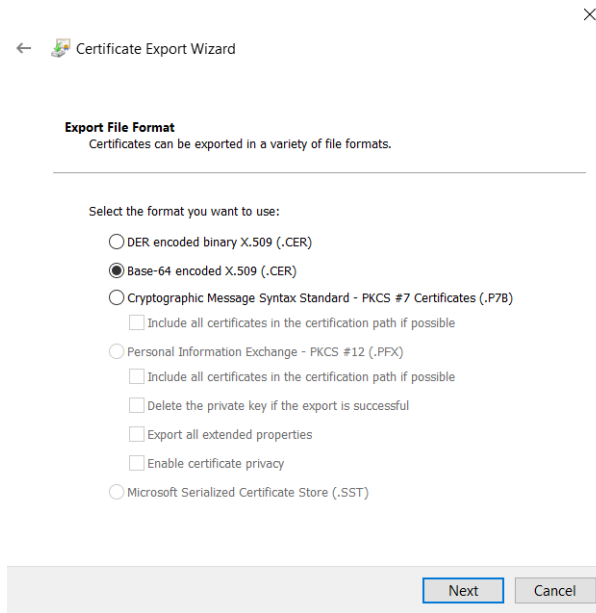 Certificate Export Wizard
Export File Format
Certificates can be exported in a variety of file formats.
Select the format you want to use:
DER encoded binary X.509 (.CER)
Base-64 encoded X.509 (.CER)
Cryptographic Message Syntax Standard - PKCS #7 Certificates (.P7B)
Include all certificates in the certification path if possible
Personal Information Exchange - PKCS #12 (.PFX)
Include all certificates in the certification path if possible
Delete the private key if the export is successful
Export all extended properties
Enable certificate privacy
Microsoft Serialized Certificate Store (.SST)
Next Cancel